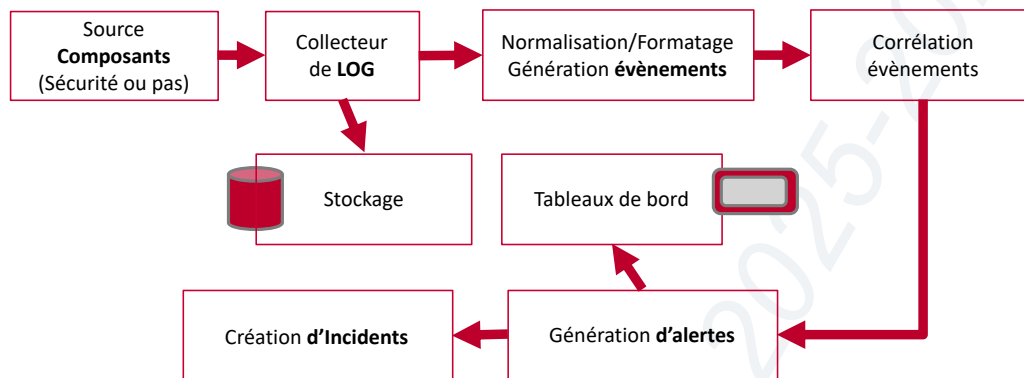 Source
Composants
(Sécurité ou pas)
Collecteur
de LOG
Normalisation/Formatage
Génération évènements
Corrélation
évènements
Stockage
Tableaux de bord
Création d'Incidents
Génération d'alertes